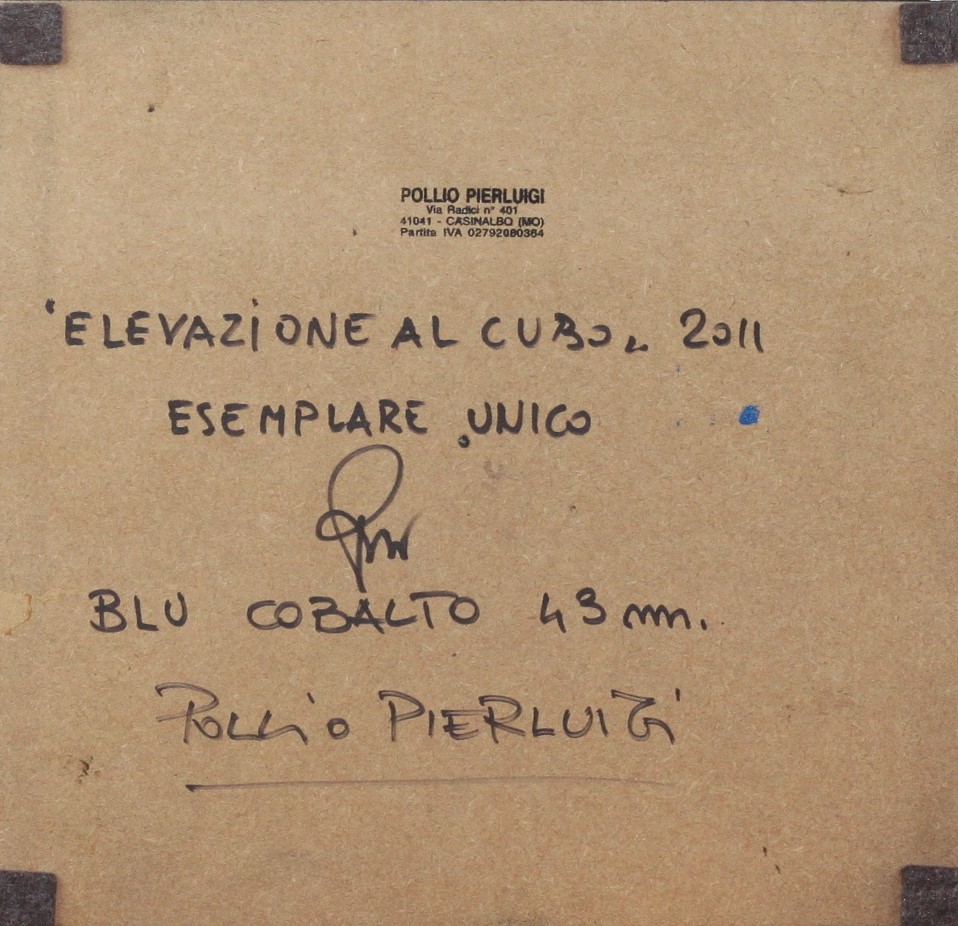 POLLIO PIERLUIGI
Via Radici n° 401
41041 - CASINALBO (MO)
Partita IVA 02792080364
"ELEVAZIONE AL CUBO" 2011
ESEMPLARE UNICO
BLU COBALTO 43 mm.
POLLiO PIERLUiGi